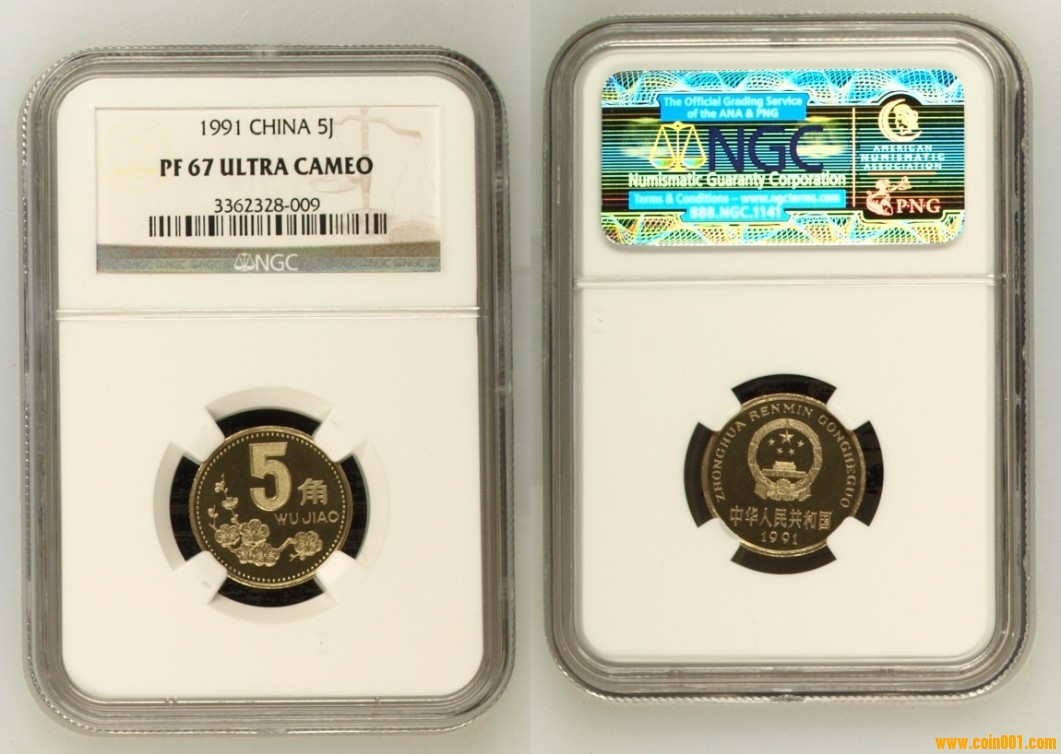 1991 CHINA 5J
PF 67 ULTRA CAMEO
3362328-009
NGC
5角
WU JIAO
The Official Grading Service
of the ANA & PNG
NGC
Numismatic Guaranty Corporation
Terms & Conditions – www.ngcterms.com
888.NGC.1141
AMERICAN
NUMISMATIC
ASSOCIATION
PNG
ZHONGHUA RENMIN GONGHEGUO
中华人民共和国
1991
www.coin001.com